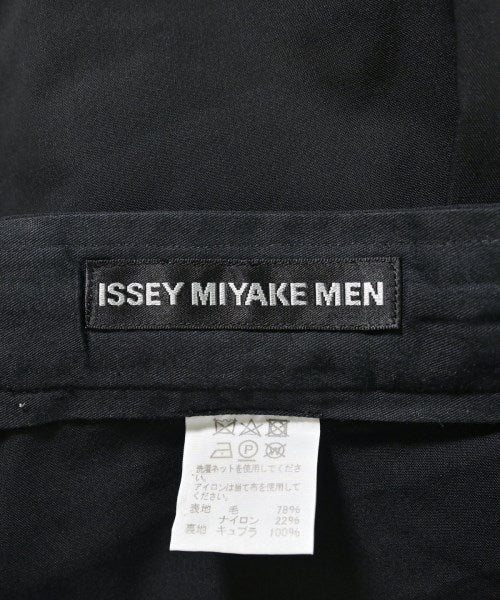 ISSEY MIYAKE MEN
P W
洗濯ネットを使用してくださ
い。
アイロンは当て布を使用して
ください。
表地 毛 78%
ナイロン 22%
裏地 キュプラ 100%